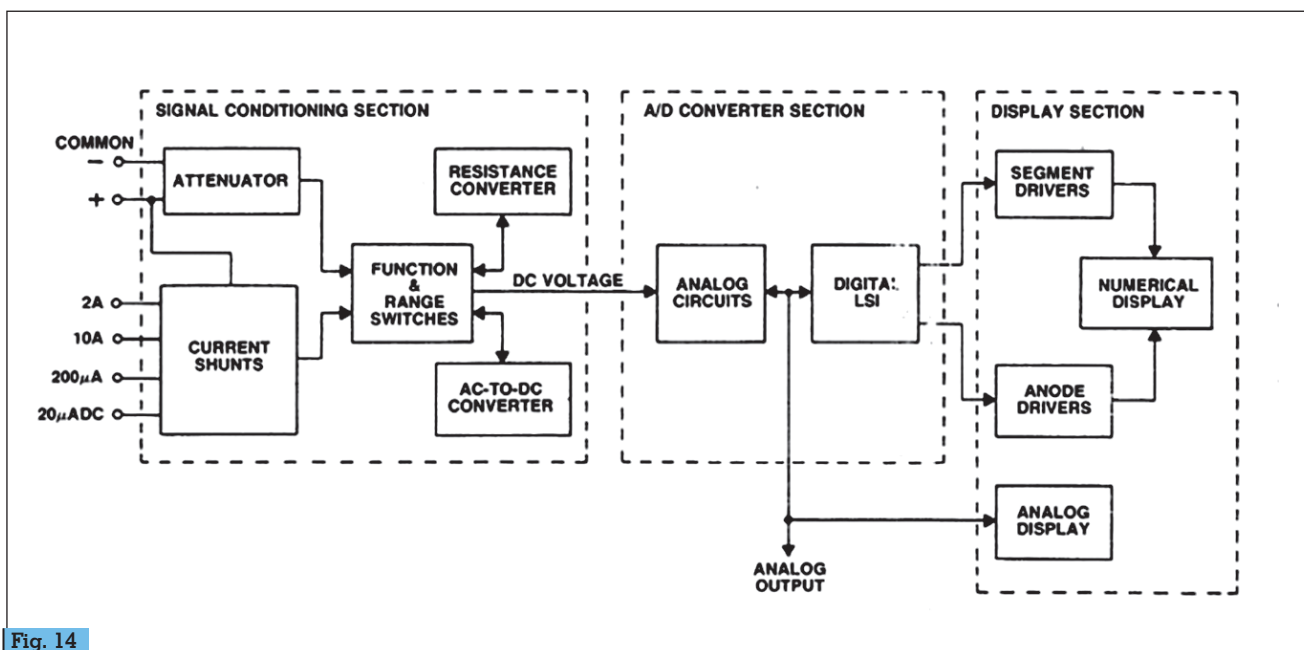 SIGNAL CONDITIONING SECTION
COMMON
−
+
ATTENUATOR
RESISTANCE
CONVERTER
FUNCTION
&
RANGE
SWITCHES
DC VOLTAGE
2A
10A
200µA
20µADC
CURRENT
SHUNTS
AC-TO-DC
CONVERTER
A/D CONVERTER SECTION
ANALOG
CIRCUITS
DIGITAL
LSI
ANALOG
OUTPUT
DISPLAY SECTION
SEGMENT
DRIVERS
NUMERICAL
DISPLAY
ANODE
DRIVERS
ANALOG
DISPLAY
Fig. 14